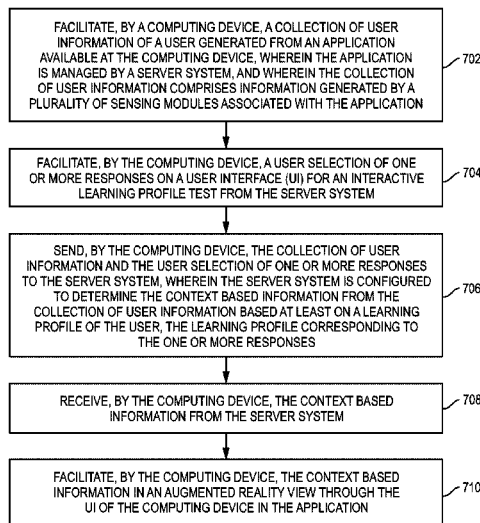 FACILITATE, BY A COMPUTING DEVICE, A COLLECTION OF USER
INFORMATION OF A USER GENERATED FROM AN APPLICATION
AVAILABLE AT THE COMPUTING DEVICE, WHEREIN THE APPLICATION
IS MANAGED BY A SERVER SYSTEM, AND WHEREIN THE COLLECTION
OF USER INFORMATION COMPRISES INFORMATION GENERATED BY A
PLURALITY OF SENSING MODULES ASSOCIATED WITH THE APPLICATION
702
FACILITATE, BY THE COMPUTING DEVICE, A USER SELECTION OF ONE
OR MORE RESPONSES ON A USER INTERFACE (UI) FOR AN INTERACTIVE
LEARNING PROFILE TEST FROM THE SERVER SYSTEM
704
SEND, BY THE COMPUTING DEVICE, THE COLLECTION OF USER
INFORMATION AND THE USER SELECTION OF ONE OR MORE RESPONSES
TO THE SERVER SYSTEM, WHEREIN THE SERVER SYSTEM IS CONFIGURED
TO DETERMINE THE CONTEXT BASED INFORMATION FROM THE
COLLECTION OF USER INFORMATION BASED AT LEAST ON A LEARNING
PROFILE OF THE USER, THE LEARNING PROFILE CORRESPONDING TO
THE ONE OR MORE RESPONSES
706
RECEIVE, BY THE COMPUTING DEVICE, THE CONTEXT BASED
INFORMATION FROM THE SERVER SYSTEM
708
FACILITATE, BY THE COMPUTING DEVICE, THE CONTEXT BASED
INFORMATION IN AN AUGMENTED REALITY VIEW THROUGH THE
UI OF THE COMPUTING DEVICE IN THE APPLICATION
710